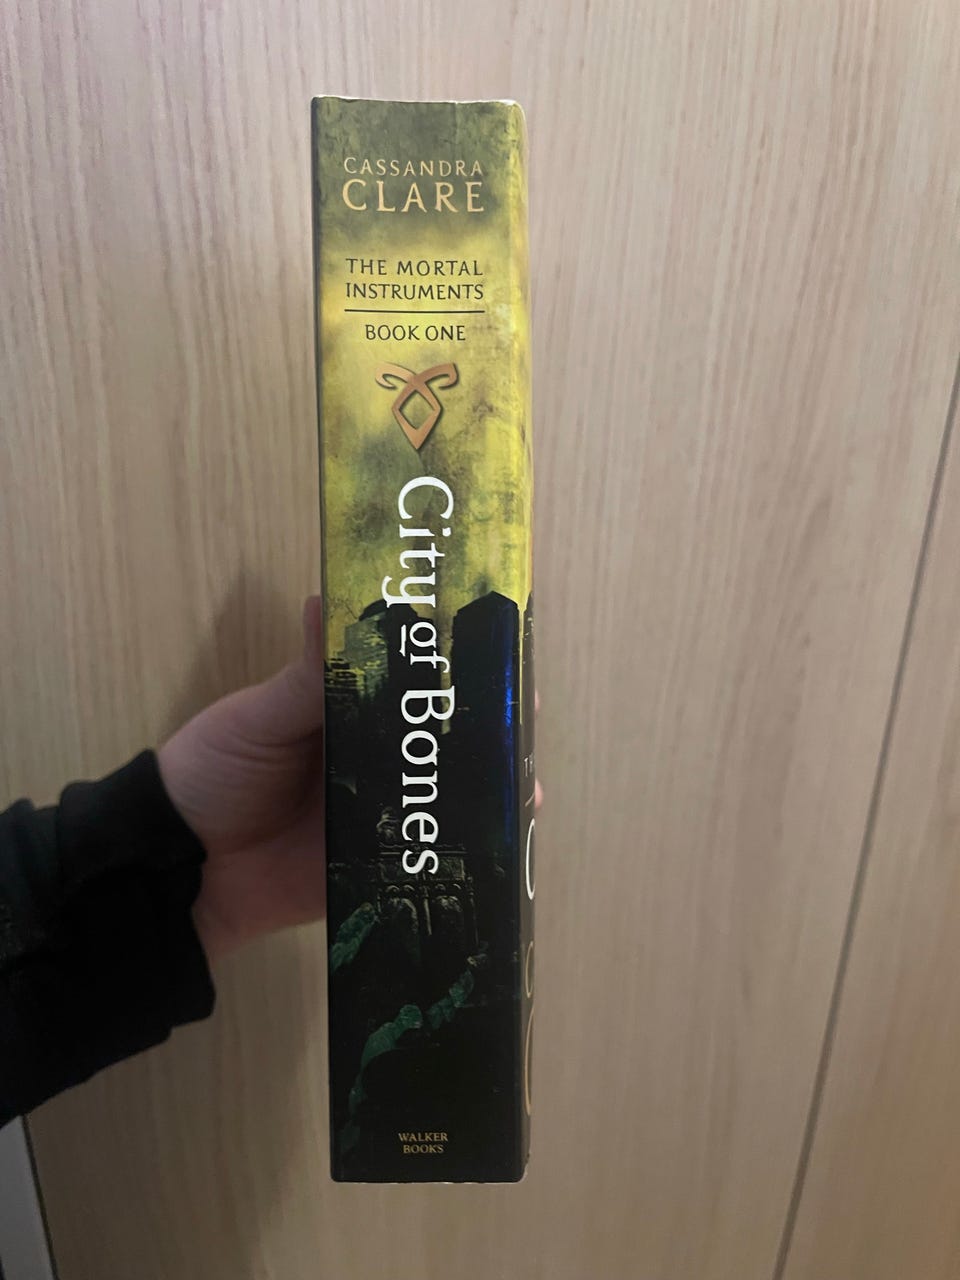 CASSANDRA
CLARE
THE MORTAL
INSTRUMENTS
BOOK ONE
City of Bones
WALKER
BOOKS